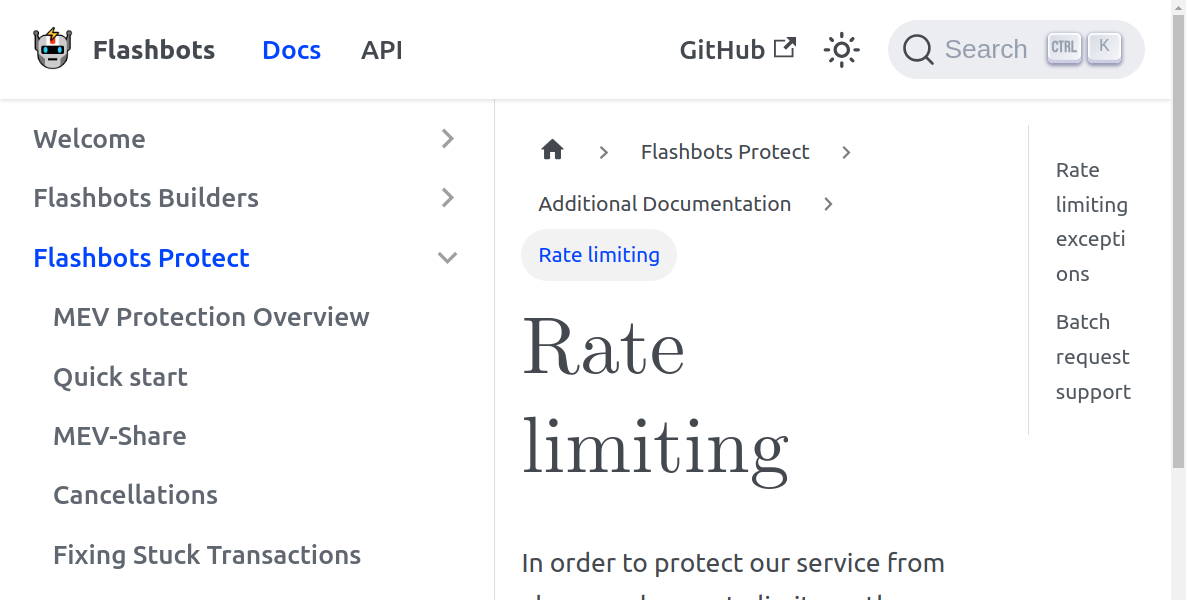 Flashbots
Docs
API
GitHub
Search
CTRL
K
Welcome
Flashbots Builders
Flashbots Protect
MEV Protection Overview
Quick start
MEV-Share
Cancellations
Fixing Stuck Transactions
Flashbots Protect
Additional Documentation
Rate limiting
Rate
limiting
In order to protect our service from
Rate
limiting
excepti
ons
Batch
request
support